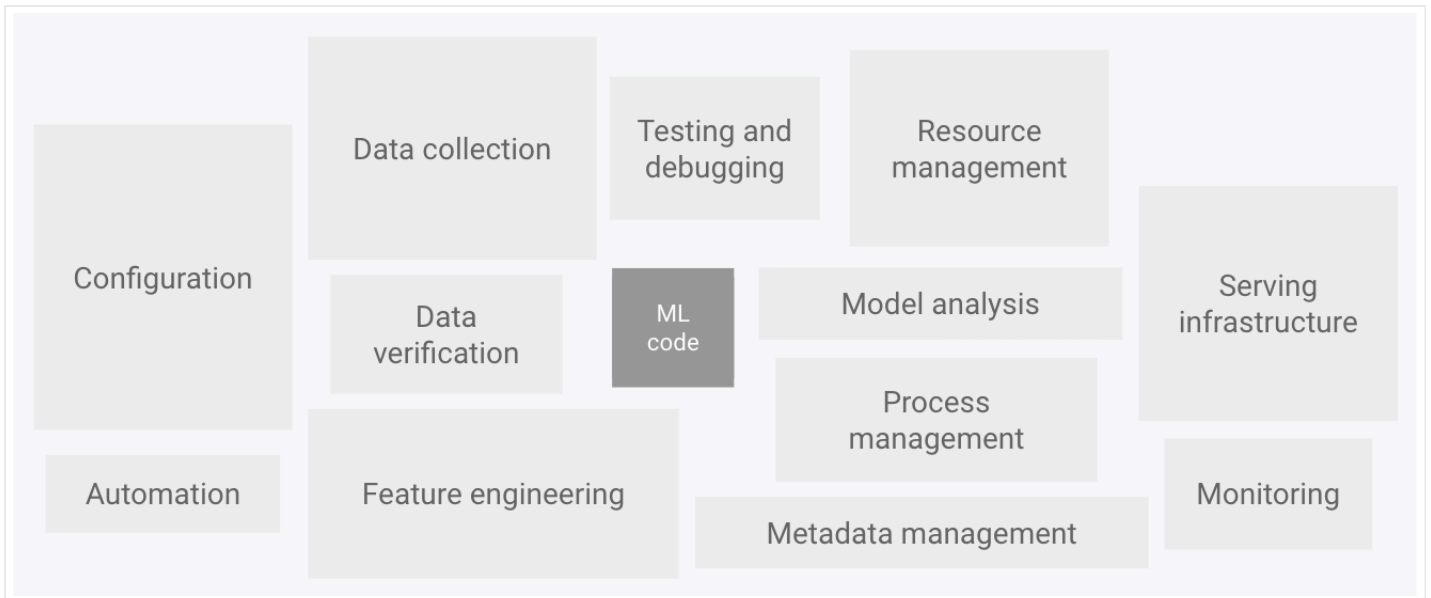 Data collection
Testing and
debugging
Resource
management
Configuration
Data
verification
ML
code
Model analysis
Serving
infrastructure
Process
management
Automation
Feature engineering
Metadata management
Monitoring